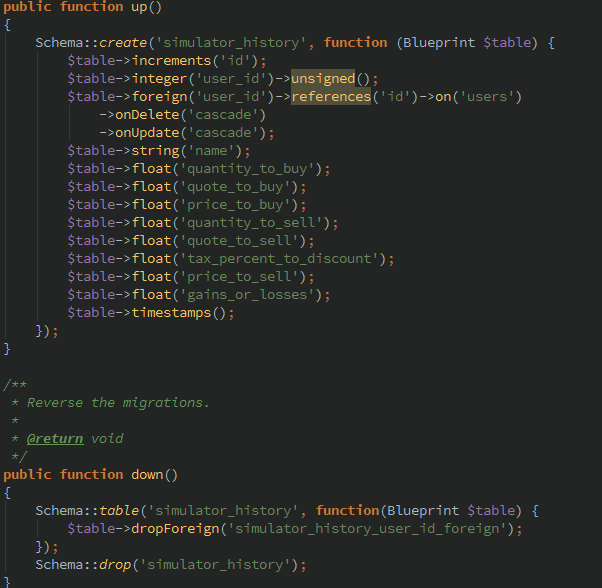 public function up()
{
    Schema::create('simulator_history', function (Blueprint $table) {
        $table->increments('id');
        $table->integer('user_id')->unsigned();
        $table->foreign('user_id')->references('id')->on('users')
            ->onDelete('cascade')
            ->onUpdate('cascade');
        $table->string('name');
        $table->float('quantity_to_buy');
        $table->float('quote_to_buy');
        $table->float('price_to_buy');
        $table->float('quantity_to_sell');
        $table->float('quote_to_sell');
        $table->float('tax_percent_to_discount');
        $table->float('price_to_sell');
        $table->float('gains_or_losses');
        $table->timestamps();
    });
}

/**
 * Reverse the migrations.
 *
 * @return void
 */
public function down()
{
    Schema::table('simulator_history', function(Blueprint $table) {
        $table->dropForeign('simulator_history_user_id_foreign');
    });
    Schema::drop('simulator_history');
}